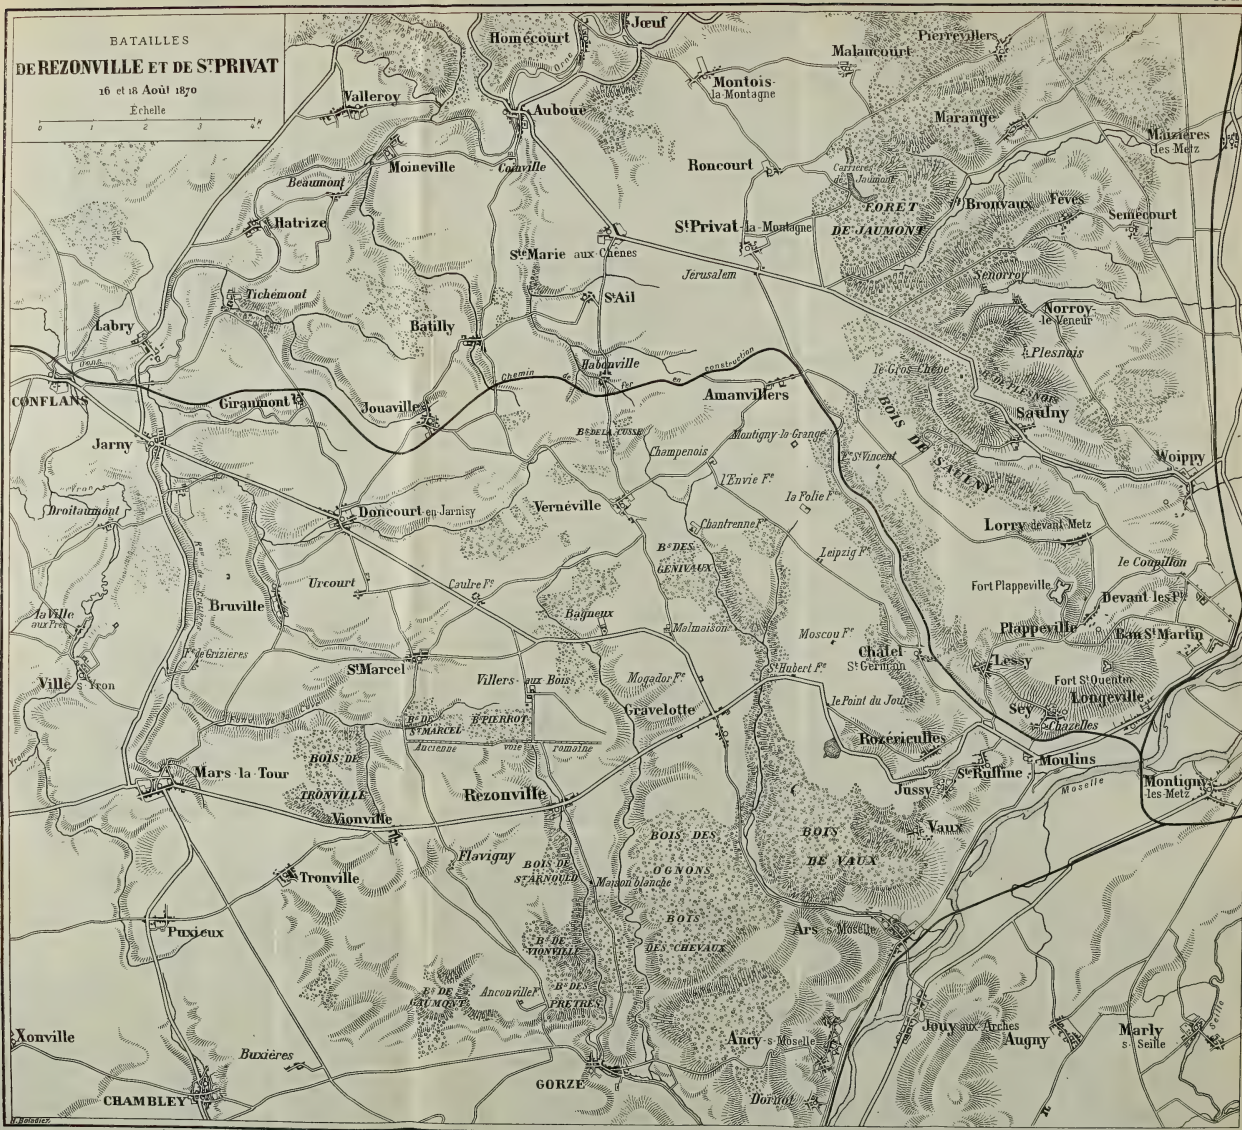 BATAILLES
DE REZONVILLE ET DE St PRIVAT
16 et 18 Août 1870
Échelle
0 1 2 3 4 K
Jœuf
Homécourt
Orne
Pierrevillers
Malancourt
Montois-
la-Montagne
Valleroy
Auboué
Marange
Maizières
les-Metz
Moineville
Coinville
Roncourt
Carrières
de Jaumont
Beaumont
FORET
DE JAUMONT
Bronvaux
Fèves
Semécourt
Hatrize
St Privat-la-Montagne
Ste Marie aux Chênes
Jérusalem
Senorroy
Tichémont
St Ail
Norroy-
le-Veneur
Labry
Batilly
Plesnois
Orne
Habonville
le Gros Chêne
Bs DE PLESNOIS
Chemin de fer en construction
CONFLANS
Giraumont
Jouaville
Amanvillers
Saulny
BOIS DE SAULNY
Jarny
Bs DE LA CUSSE
Montigny-la-Grange
Champenois
Fe St Vincent
Woippy
Yron
l'Envie Fe
Droitaumont
Doncourt-en-Jarnisy
Vernéville
la Folie Fe
Chantrenne F
Lorry-devant-Metz
Bs DES
GENIVAUX
Leipzig Fe
le Coupillon
Urcourt
Caulre Fe
Fort Plappeville
Devant les Pts
Bruville
la Ville
aux Prés
Bagneux
Malmaison
Moscou Fe
Plappeville
Ban St Martin
Fe de Grizières
St Marcel
Châtel
St Germain
Lessy
St Hubert Fe
Ville s-Yron
Villers-aux-Bois
Mogador Fe
Fort St Quentin
Longeville
le Point du Jour
Gravelotte
Sey
Chazelles
Fond de la Cuve
Bs DE
St MARCEL
B. PIERROT
Ancienne voie romaine
Rozérieulles
Yron
BOIS DE
TRONVILLE
Mars-la-Tour
Ste Ruffine
Moulins
Jussy
Moselle
Montigny
-les-Metz
Rezonville
Vionville
Vaux
BOIS DES
OGNONS
BOIS
DE VAUX
Flavigny
BOIS DE
St ARNOULD
Tronville
Maison blanche
BOIS
DES CHEVAUX
Puxieux
Ars-s-Moselle
Bs DE
VIONVILLE
Bs DE
GAUMONT
Anconville F
Bs DES
PRÊTRES
Xonville
Ancy-s-Moselle
Jouy aux Arches
Augny
Marly
s-Seille
Seille
Buxières
GORZE
CHAMBLEY
Dornot